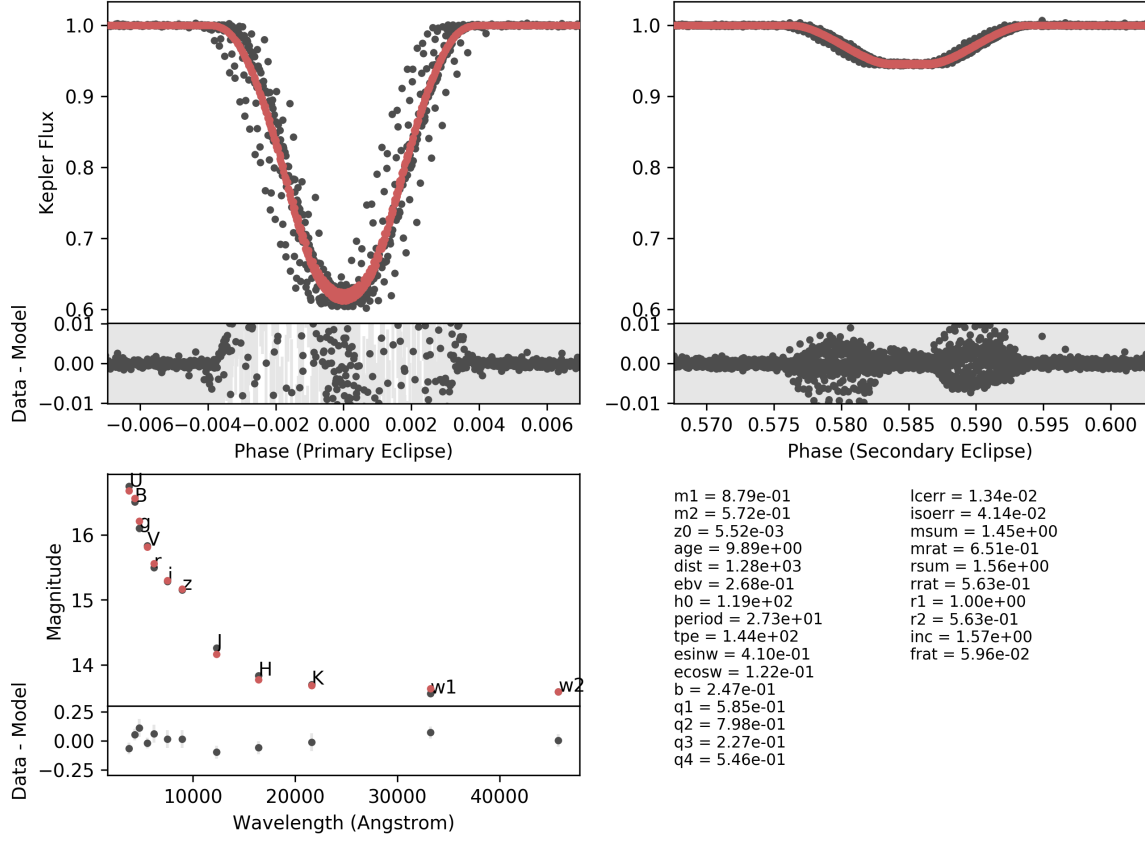 1.0
0.9
0.8
0.7
0.6
Kepler Flux
0.01
0.00
−0.01
Data - Model
−0.006
−0.004
−0.002
0.000
0.002
0.004
0.006
Phase (Primary Eclipse)
1.0
0.9
0.8
0.7
0.6
0.01
0.00
−0.01
0.570
0.575
0.580
0.585
0.590
0.595
0.600
Phase (Secondary Eclipse)
16
15
14
Magnitude
U
B
g
V
r
i
z
J
H
K
w1
w2
0.25
0.00
−0.25
Data - Model
10000
20000
30000
40000
Wavelength (Angstrom)
m1 = 8.79e-01
m2 = 5.72e-01
z0 = 5.52e-03
age = 9.89e+00
dist = 1.28e+03
ebv = 2.68e-01
h0 = 1.19e+02
period = 2.73e+01
tpe = 1.44e+02
esinw = 4.10e-01
ecosw = 1.22e-01
b = 2.47e-01
q1 = 5.85e-01
q2 = 7.98e-01
q3 = 2.27e-01
q4 = 5.46e-01
lcerr = 1.34e-02
isoerr = 4.14e-02
msum = 1.45e+00
mrat = 6.51e-01
rsum = 1.56e+00
rrat = 5.63e-01
r1 = 1.00e+00
r2 = 5.63e-01
inc = 1.57e+00
frat = 5.96e-02